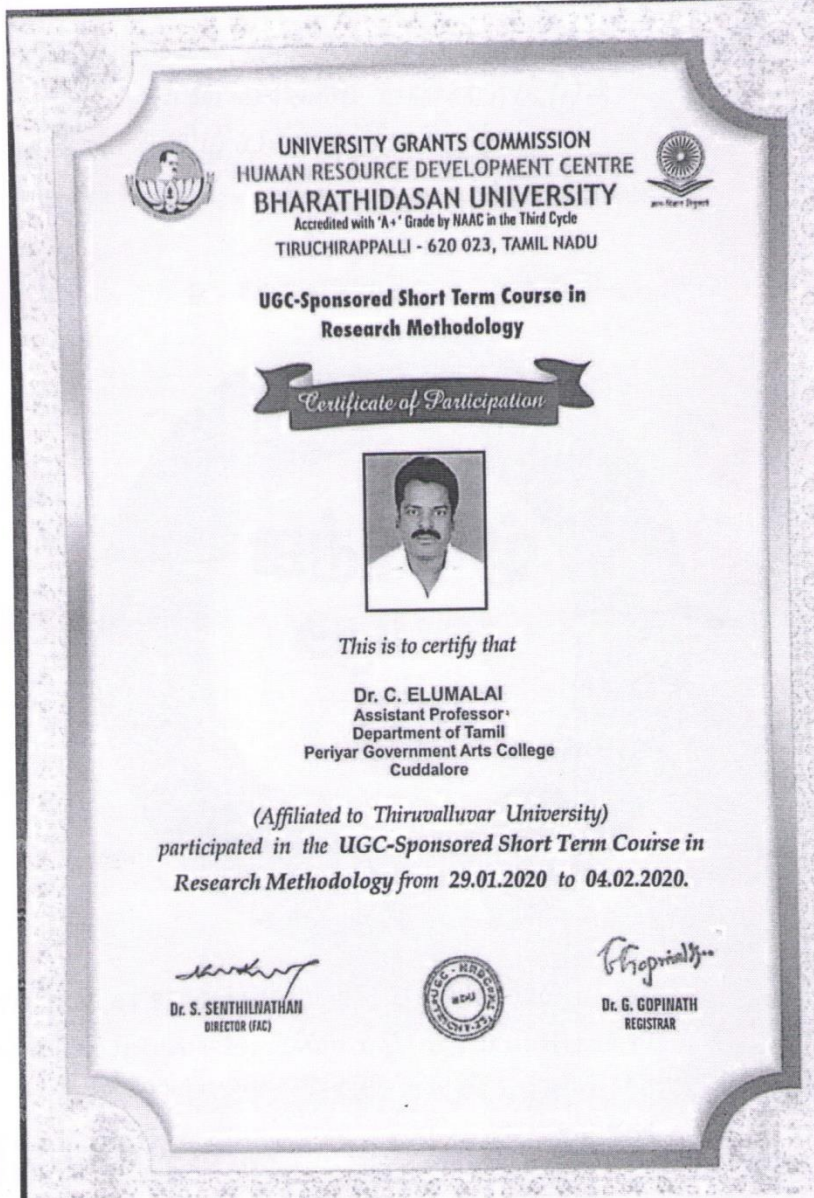 UNIVERSITY GRANTS COMMISSION
HUMAN RESOURCE DEVELOPMENT CENTRE
BHARATHIDASAN UNIVERSITY
Accredited with 'A+' Grade by NAAC in the Third Cycle
TIRUCHIRAPPALLI - 620 023, TAMIL NADU
UGC-Sponsored Short Term Course in
Research Methodology
Certificate of Participation
This is to certify that
Dr. C. ELUMALAI
Assistant Professor
Department of Tamil
Periyar Government Arts College
Cuddalore
(Affiliated to Thiruvalluvar University)
participated in the UGC-Sponsored Short Term Course in
Research Methodology from 29.01.2020 to 04.02.2020.
Dr. S. SENTHILNATHAN
DIRECTOR (FAC)
Dr. G. GOPINATH
REGISTRAR